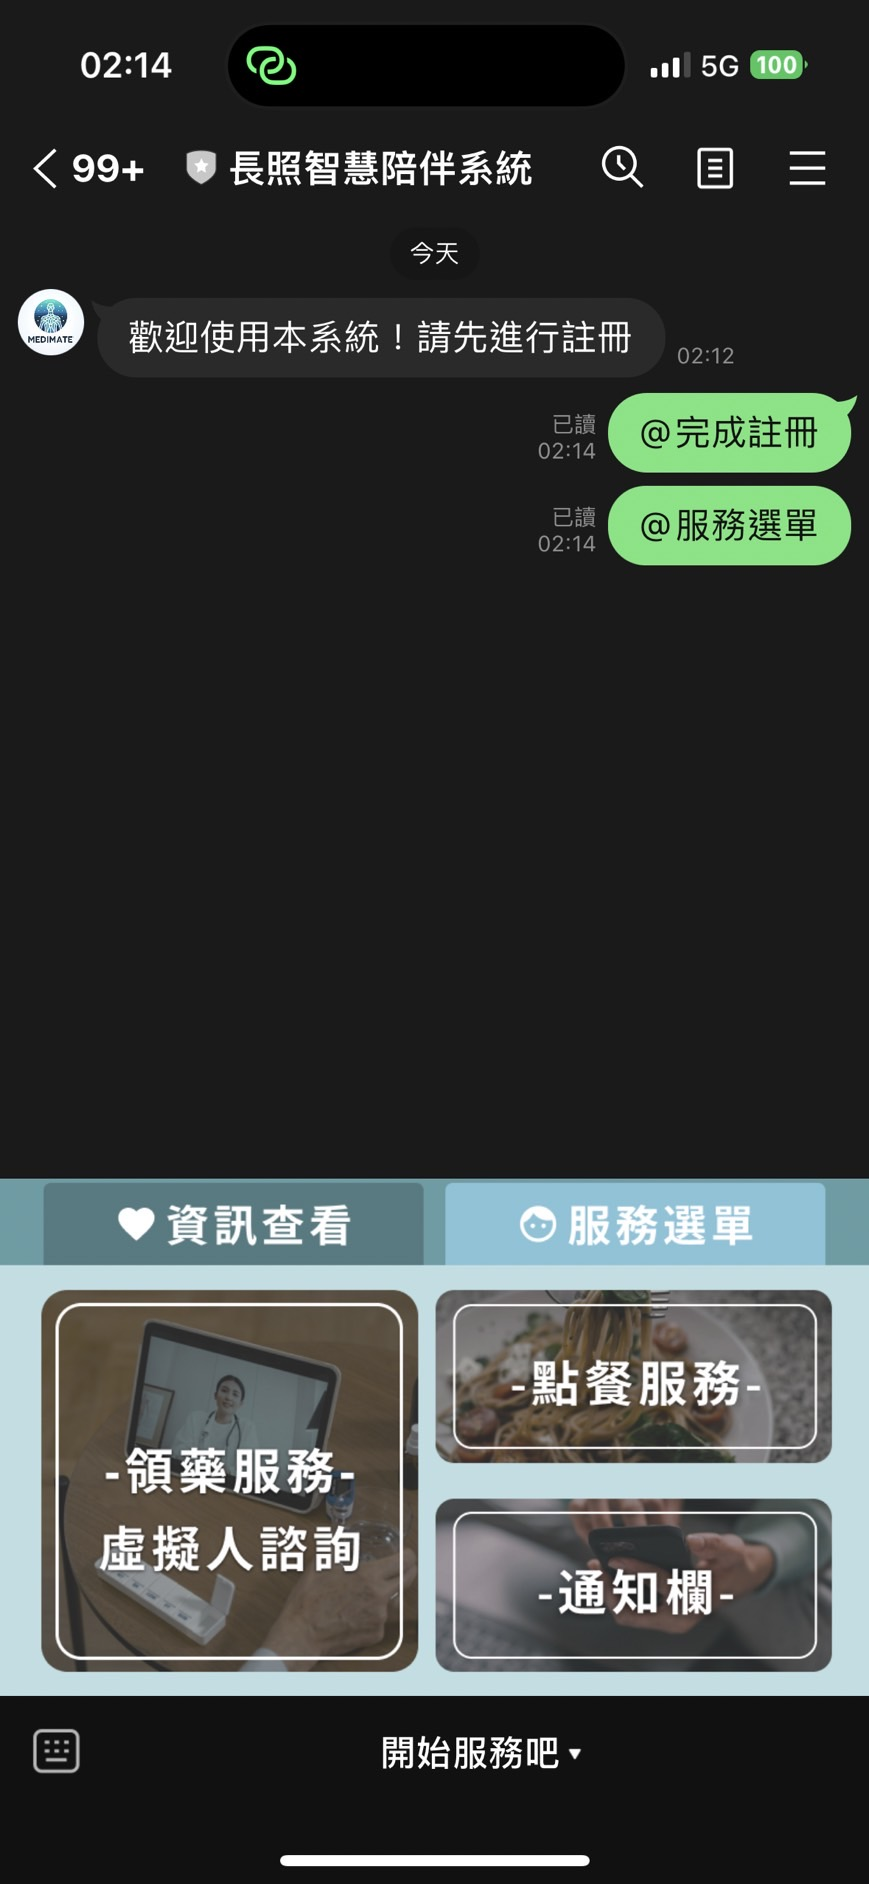 02:14
5G
100
99+
長照智慧陪伴系統
今天
MEDIMATE
歡迎使用本系統！請先進行註冊
02:12
已讀
02:14
@完成註冊
已讀
02:14
@服務選單
資訊查看
服務選單
-領藥服務-
虛擬人諮詢
-點餐服務-
-通知欄-
開始服務吧